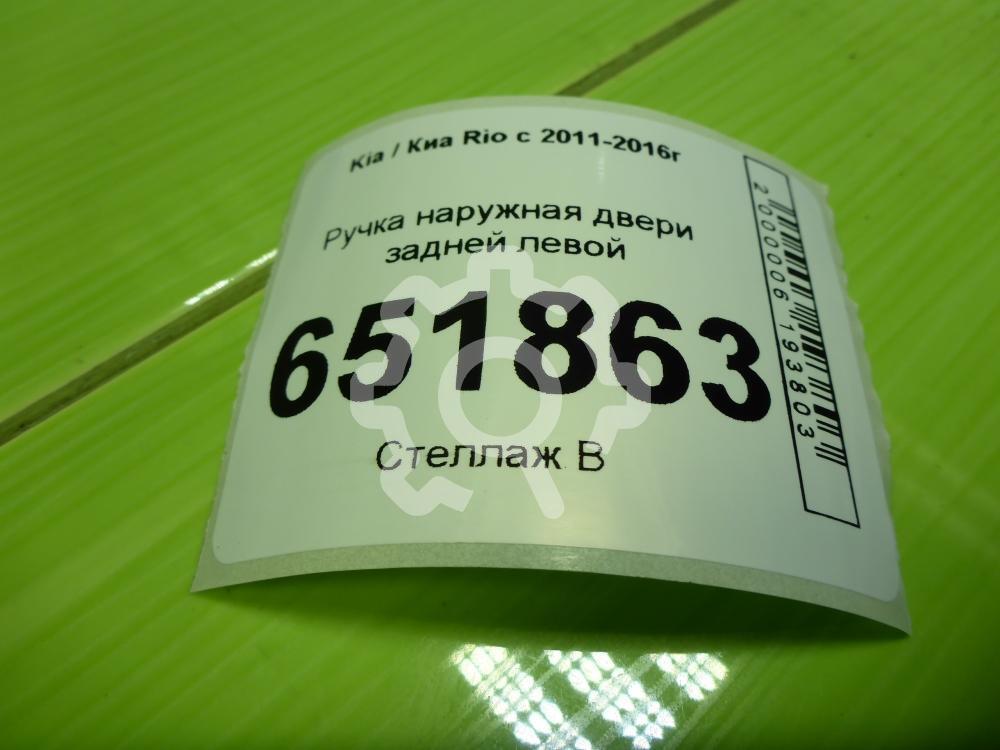 Kia / Киа Rio с 2011-2016г
Ручка наружная двери
задней левой
651863
Стеллаж В
2000006193803